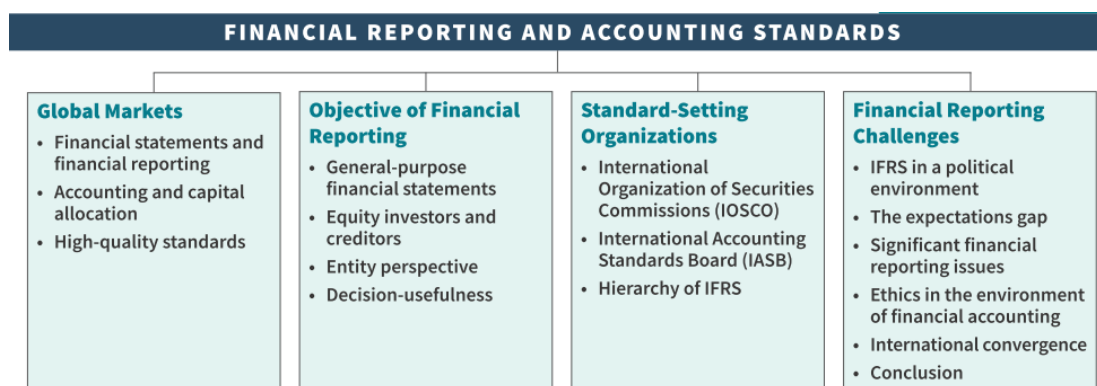 FINANCIAL REPORTING AND ACCOUNTING STANDARDS
Global Markets
• Financial statements and
financial reporting
• Accounting and capital
allocation
• High-quality standards
Objective of Financial
Reporting
• General-purpose
financial statements
• Equity investors and
creditors
• Entity perspective
• Decision-usefulness
Standard-Setting
Organizations
• International
Organization of Securities
Commissions (IOSCO)
• International Accounting
Standards Board (IASB)
• Hierarchy of IFRS
Financial Reporting
Challenges
• IFRS in a political
environment
• The expectations gap
• Significant financial
reporting issues
• Ethics in the environment
of financial accounting
• International convergence
• Conclusion